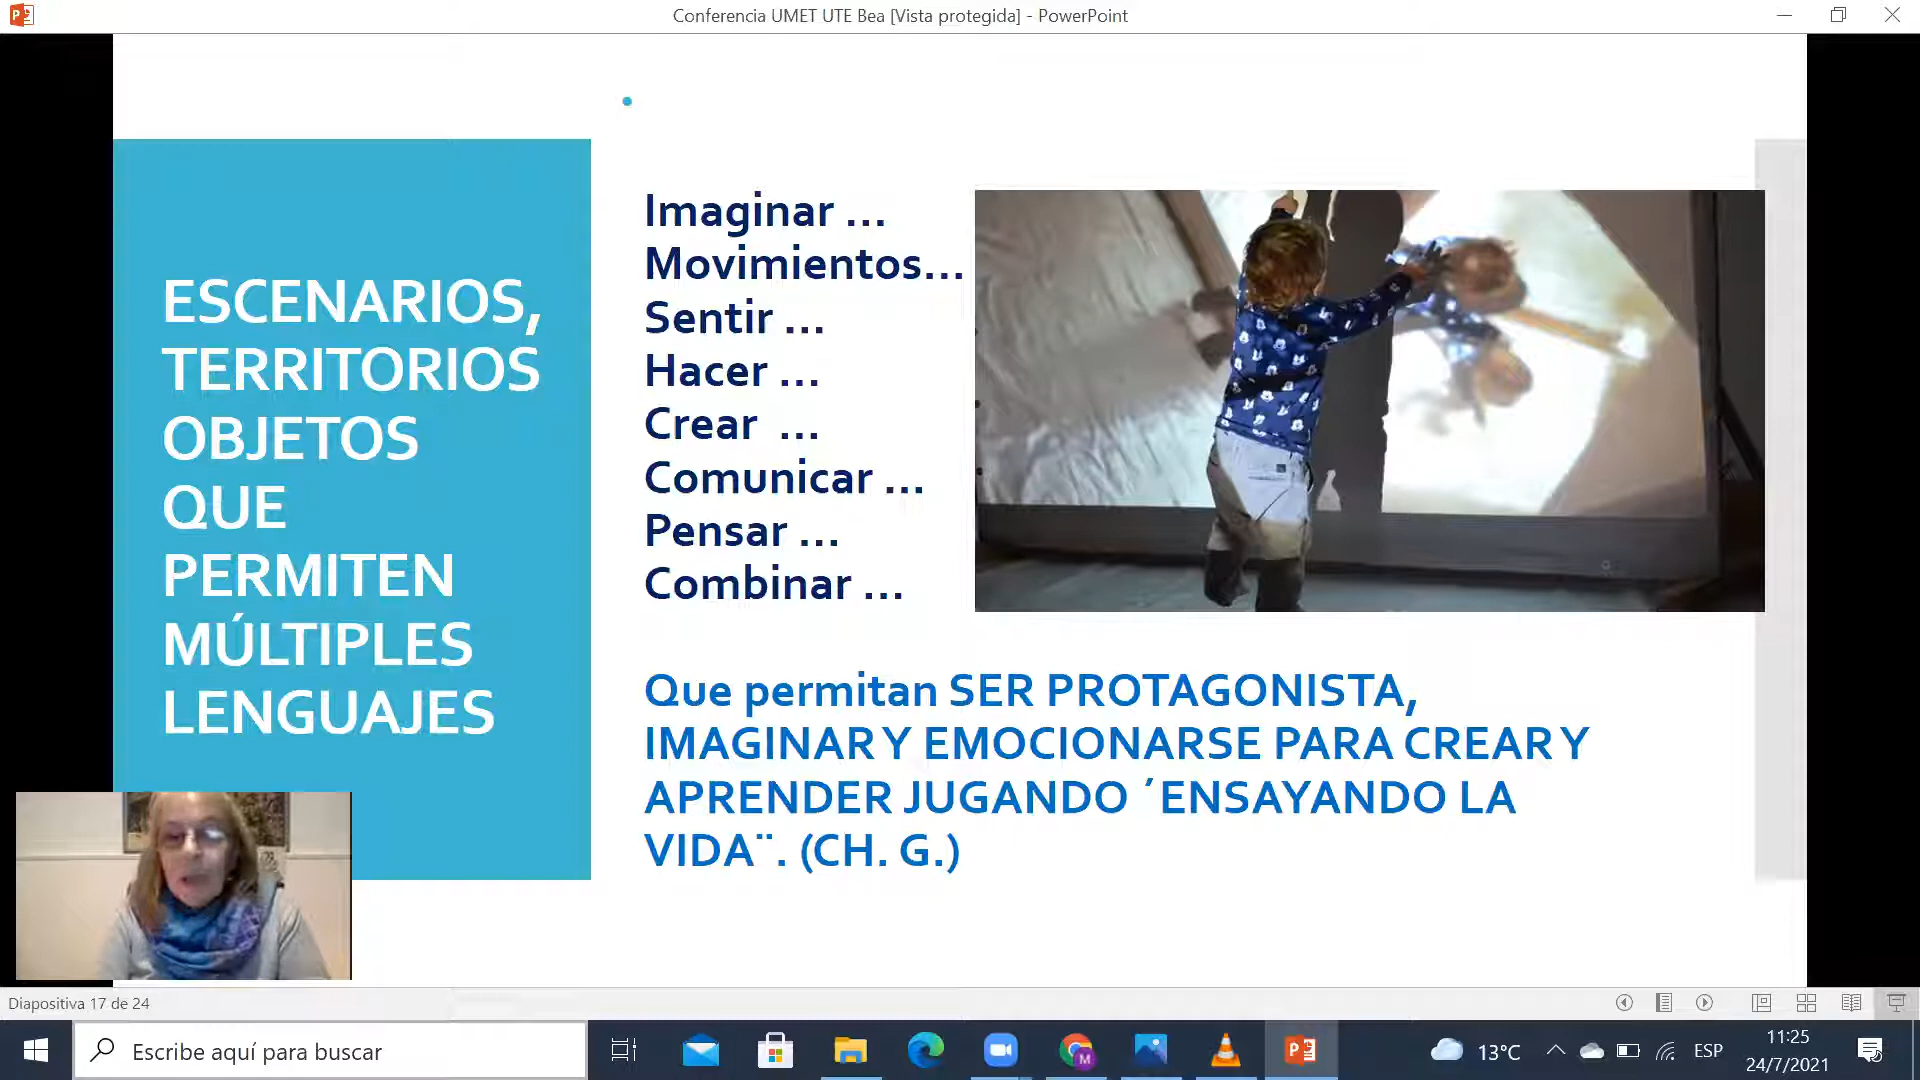 Conferencia UMET UTE Bea [Vista protegida] - PowerPoint
ESCENARIOS,
TERRITORIOS
OBJETOS
QUE
PERMITEN
MÚLTIPLES
LENGUAJES
Imaginar ...
Movimientos...
Sentir ...
Hacer ...
Crear ...
Comunicar ...
Pensar ...
Combinar ...
Que permitan SER PROTAGONISTA,
IMAGINAR Y EMOCIONARSE PARA CREAR Y
APRENDER JUGANDO ´ENSAYANDO LA
VIDA¨. (CH. G.)
Diapositiva 17 de 24
Escribe aquí para buscar
13°C
ESP
11:25
24/7/2021